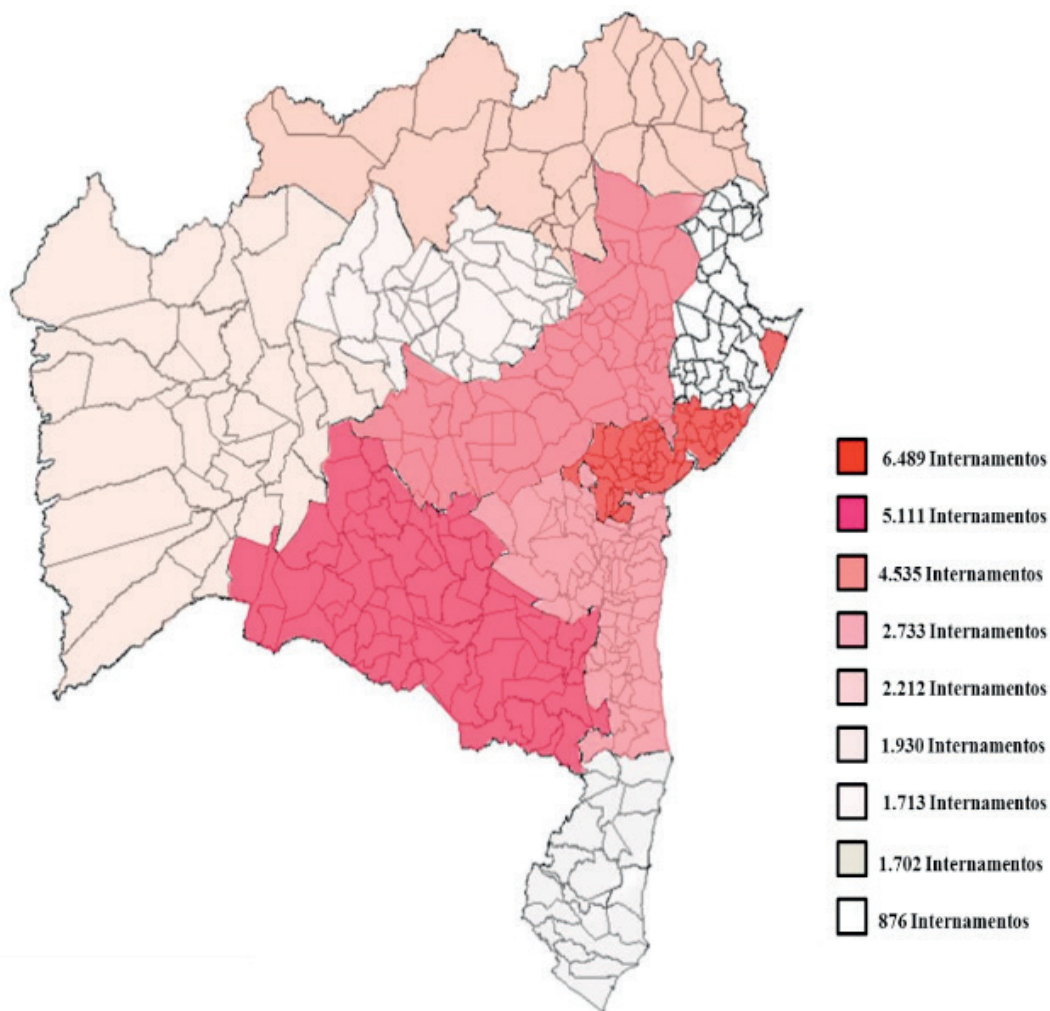 6.489 Internamentos
5.111 Internamentos
4.535 Internamentos
2.733 Internamentos
2.212 Internamentos
1.930 Internamentos
1.713 Internamentos
1.702 Internamentos
876 Internamentos